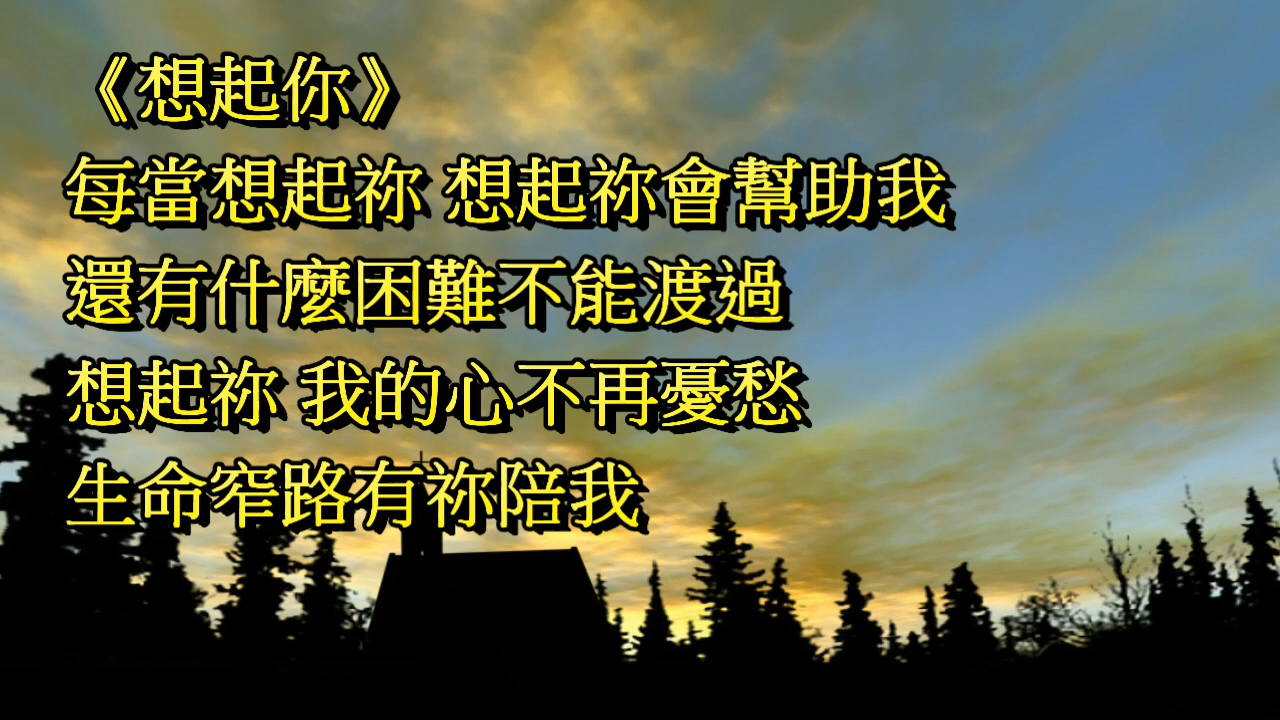 《想起你》
每當想起祢 想起祢會幫助我
還有什麼困難不能渡過
想起祢 我的心不再憂愁
生命窄路有祢陪我